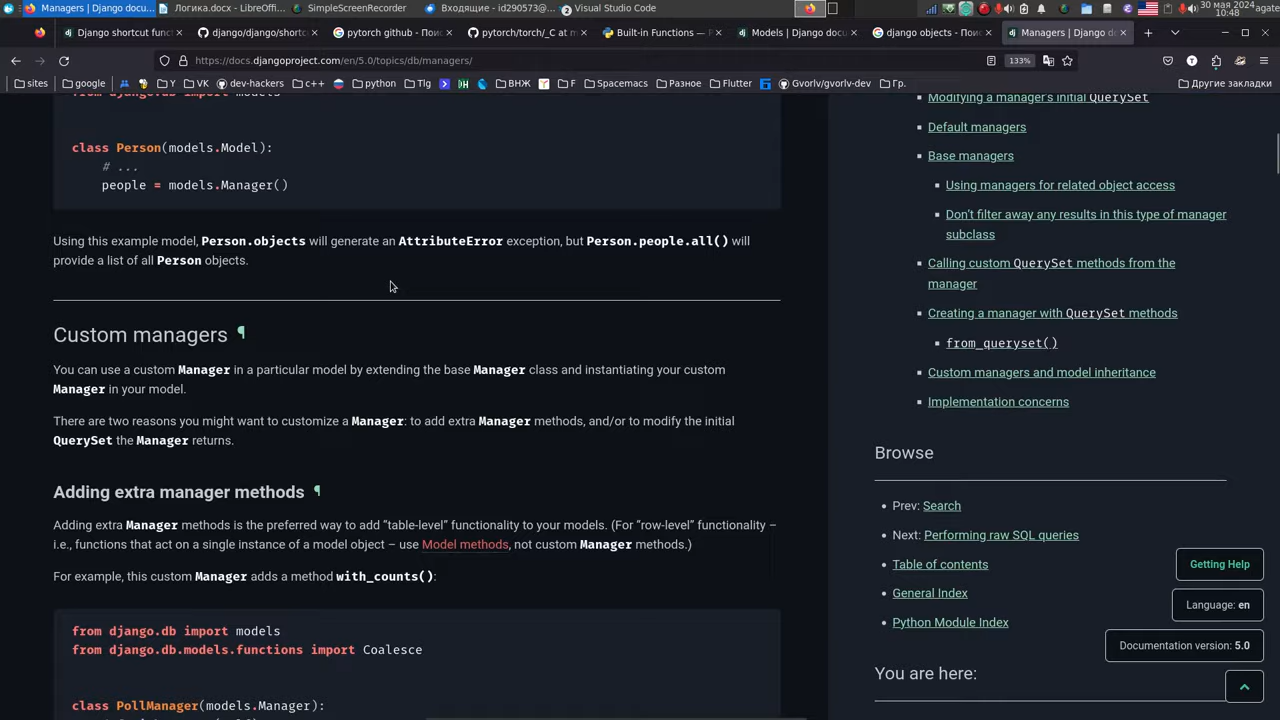 Managers | Django docu...
Логика.docx - LibreOffi...
SimpleScreenRecorder
Входящие - id290573@...
2 Visual Studio Code
30 мая 2024
10:48
agate
Django shortcut func
django/django/shortc
pytorch github - Поис
pytorch/torch/_C at m
Built-in Functions — P
Models | Django docu
django objects - Поис
Managers | Django do
https://docs.djangoproject.com/en/5.0/topics/db/managers/
133%
sites
google
Y
VK
dev-hackers
c++
python
Tlg
ВНЖ
F
Spacemacs
Разное
Flutter
Gvorlv/gvorlv-dev
Гр.
Другие закладки
from django.db import models
class Person(models.Model):
# ...
people = models.Manager()
Using this example model, Person.objects will generate an AttributeError exception, but Person.people.all() will
provide a list of all Person objects.
Custom managers ¶
You can use a custom Manager in a particular model by extending the base Manager class and instantiating your custom
Manager in your model.
There are two reasons you might want to customize a Manager: to add extra Manager methods, and/or to modify the initial
QuerySet the Manager returns.
Adding extra manager methods ¶
Adding extra Manager methods is the preferred way to add “table-level” functionality to your models. (For “row-level” functionality –
i.e., functions that act on a single instance of a model object – use Model methods, not custom Manager methods.)
For example, this custom Manager adds a method with_counts():
from django.db import models
from django.db.models.functions import Coalesce
class PollManager(models.Manager):
Modifying a manager’s initial QuerySet
Default managers
Base managers
Using managers for related object access
Don’t filter away any results in this type of manager
subclass
Calling custom QuerySet methods from the
manager
Creating a manager with QuerySet methods
from_queryset()
Custom managers and model inheritance
Implementation concerns
Browse
Prev: Search
Next: Performing raw SQL queries
Table of contents
General Index
Python Module Index
You are here:
Getting Help
Language: en
Documentation version: 5.0